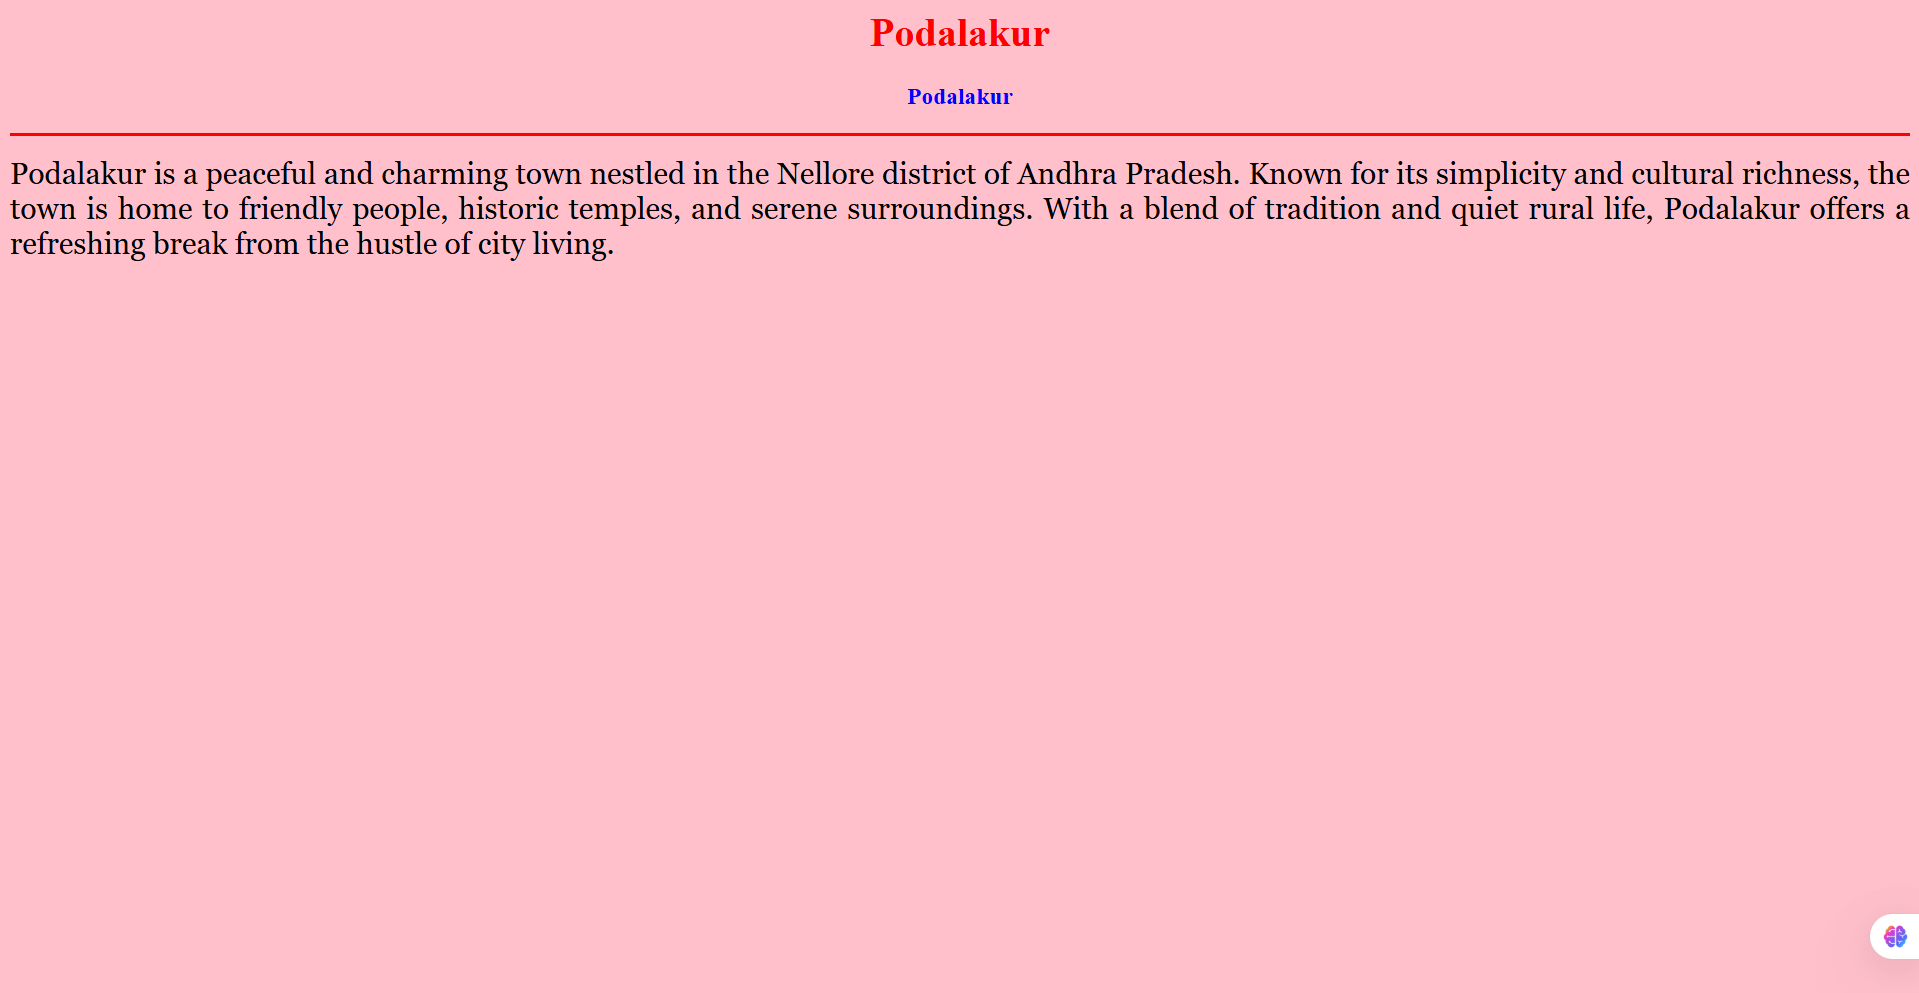 Podalakur
Podalakur
Podalakur is a peaceful and charming town nestled in the Nellore district of Andhra Pradesh. Known for its simplicity and cultural richness, the
town is home to friendly people, historic temples, and serene surroundings. With a blend of tradition and quiet rural life, Podalakur offers a
refreshing break from the hustle of city living.